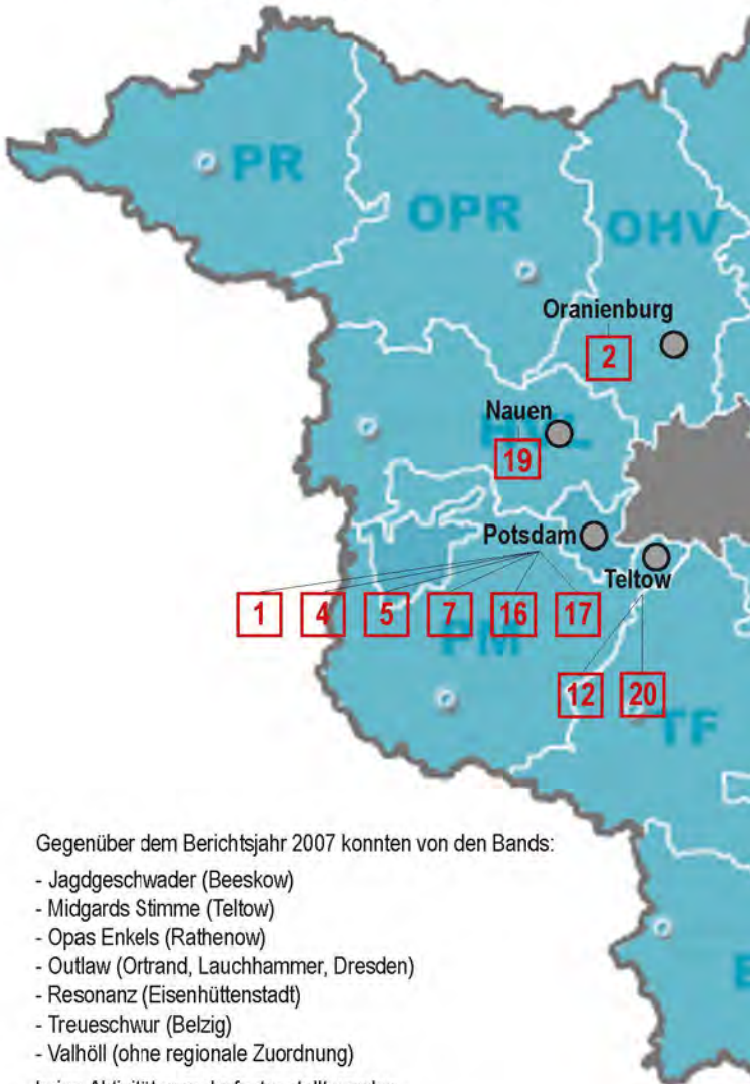 PR
OPR
OHV
Oranienburg
2
Nauen
19
Potsdam
Teltow
1 4 5 7 16 17
PM
12 20
TF
Gegenüber dem Berichtsjahr 2007 konnten von den Bands:
- Jagdgeschwader (Beeskow)
- Midgards Stimme (Teltow)
- Opas Enkels (Rathenow)
- Outlaw (Ortrand, Lauchhammer, Dresden)
- Resonanz (Eisenhüttenstadt)
- Treueschwur (Belzig)
- Valhöll (ohne regionale Zuordnung)